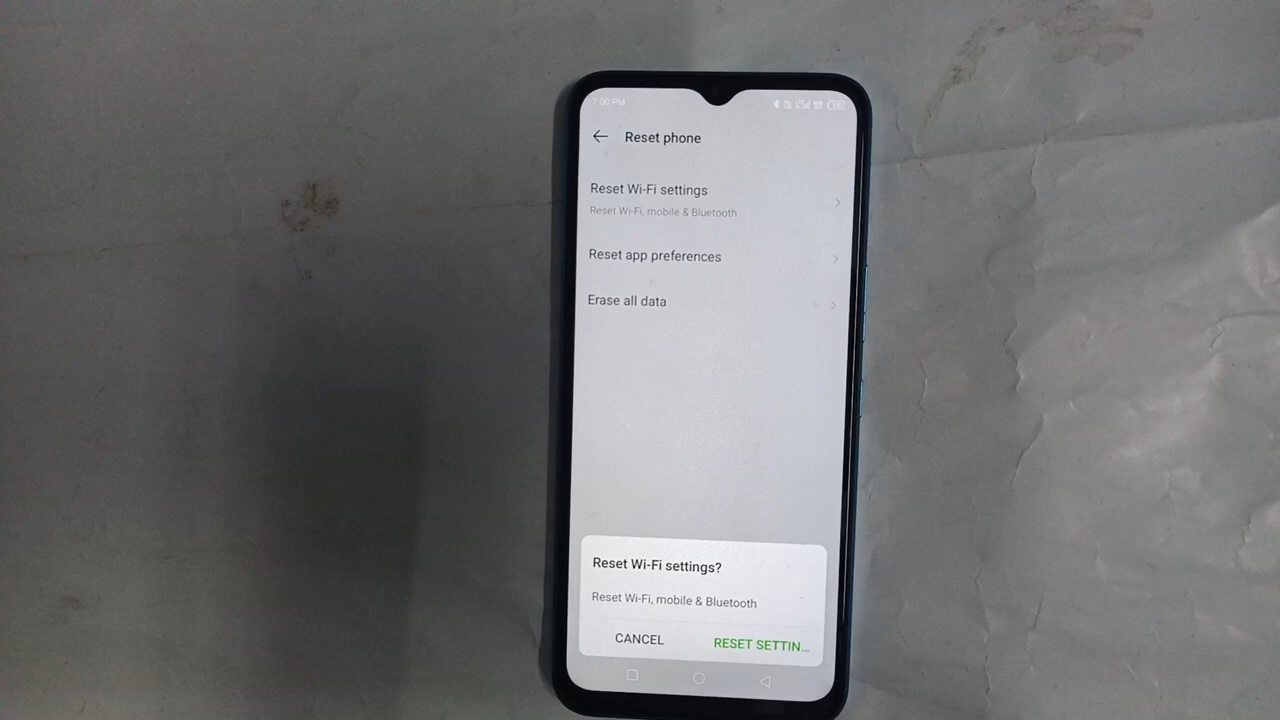 7:00 PM
Reset phone
Reset Wi-Fi settings
Reset Wi-Fi, mobile & Bluetooth
Reset app preferences
Erase all data
Reset Wi-Fi settings?
Reset Wi-Fi, mobile & Bluetooth
CANCEL
RESET SETTIN...